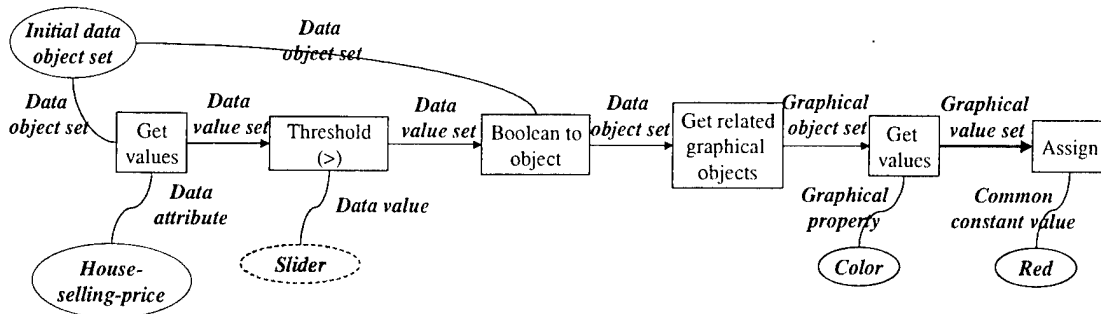 Initial data
object set
Data
object set
Data
object set
Get
values
Data
value set
Threshold
(>)
Data
value set
Boolean to
object
Data
object set
Get related
graphical
objects
Graphical
object set
Get
values
Graphical
value set
Assign
Data
attribute
Data value
Graphical
property
Common
constant value
House-
selling-price
Slider
Color
Red